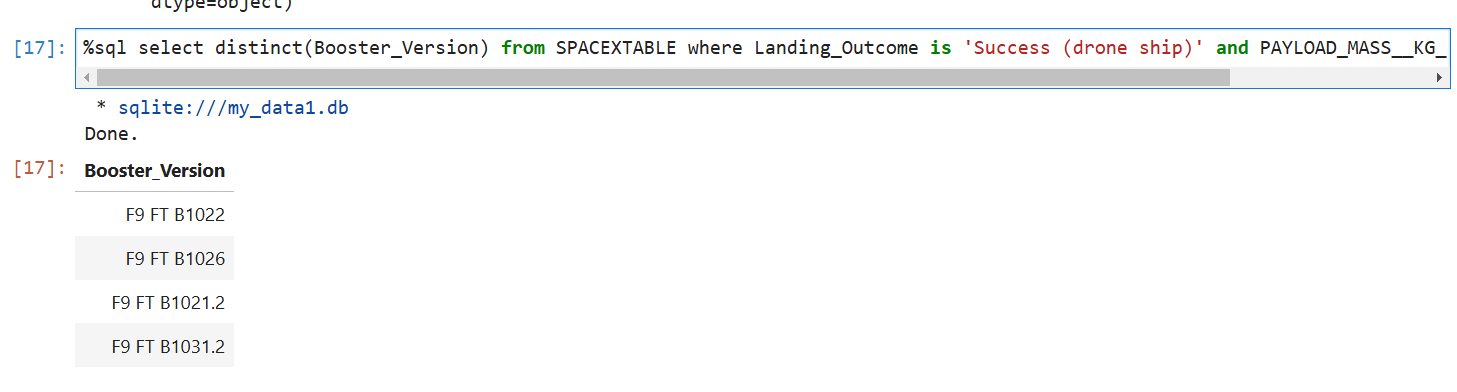 dtype=object)
[17]: %sql select distinct(Booster_Version) from SPACEXTABLE where Landing_Outcome is 'Success (drone ship)' and PAYLOAD_MASS__KG_
* sqlite:///my_data1.db
Done.
[17]: Booster_Version
F9 FT B1022
F9 FT B1026
F9 FT B1021.2
F9 FT B1031.2